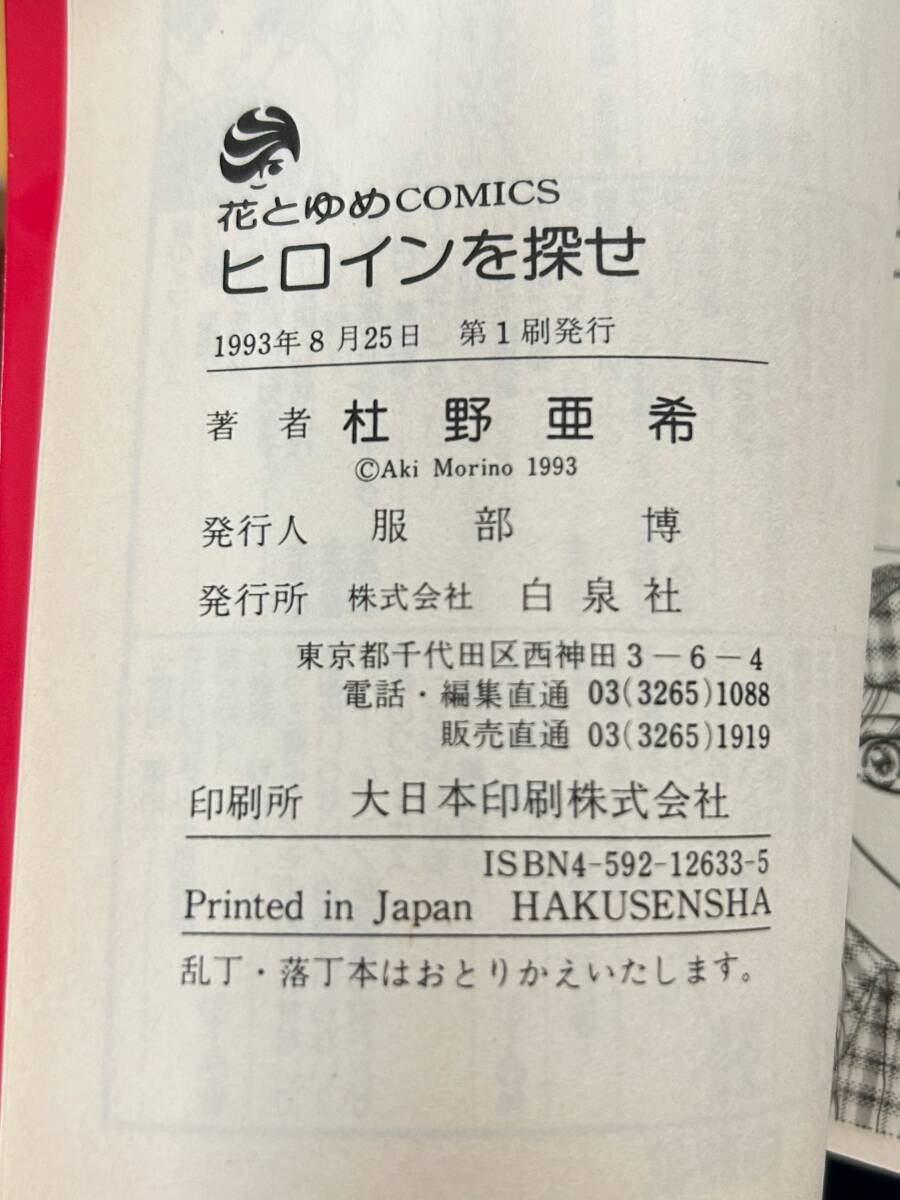 花とゆめCOMICS
ヒロインを探せ
1993年8月25日 第1刷発行
著者 杜野亜希
©Aki Morino 1993
発行人 服部 博
発行所 株式会社 白泉社
東京都千代田区西神田3-6-4
電話・編集直通 03(3265)1088
販売直通 03(3265)1919
印刷所 大日本印刷株式会社
ISBN4-592-12633-5
Printed in Japan HAKUSENSHA
乱丁・落丁本はおとりかえいたします。